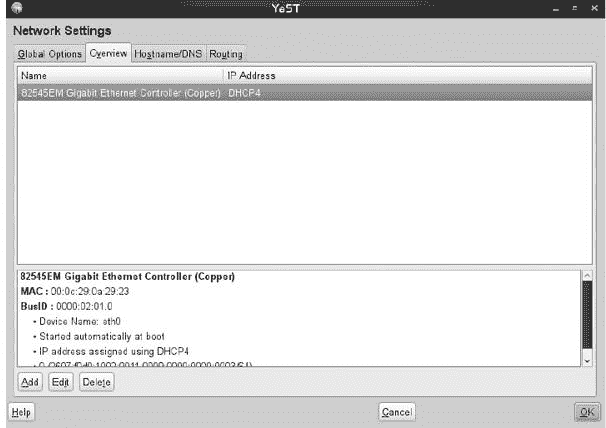 YaST
Network Settings
Global Options Overview Hostname/DNS Routing
Name IP Address
82545EM Gigabit Ethernet Controller (Copper) DHCP4
82545EM Gigabit Ethernet Controller (Copper)
MAC : 00:0c:29:0a:29:23
BusID : 0000:02:01.0
• Device Name: eth0
• Started automatically at boot
• IP address assigned using DHCP4
Add Edit Delete
Help Cancel OK